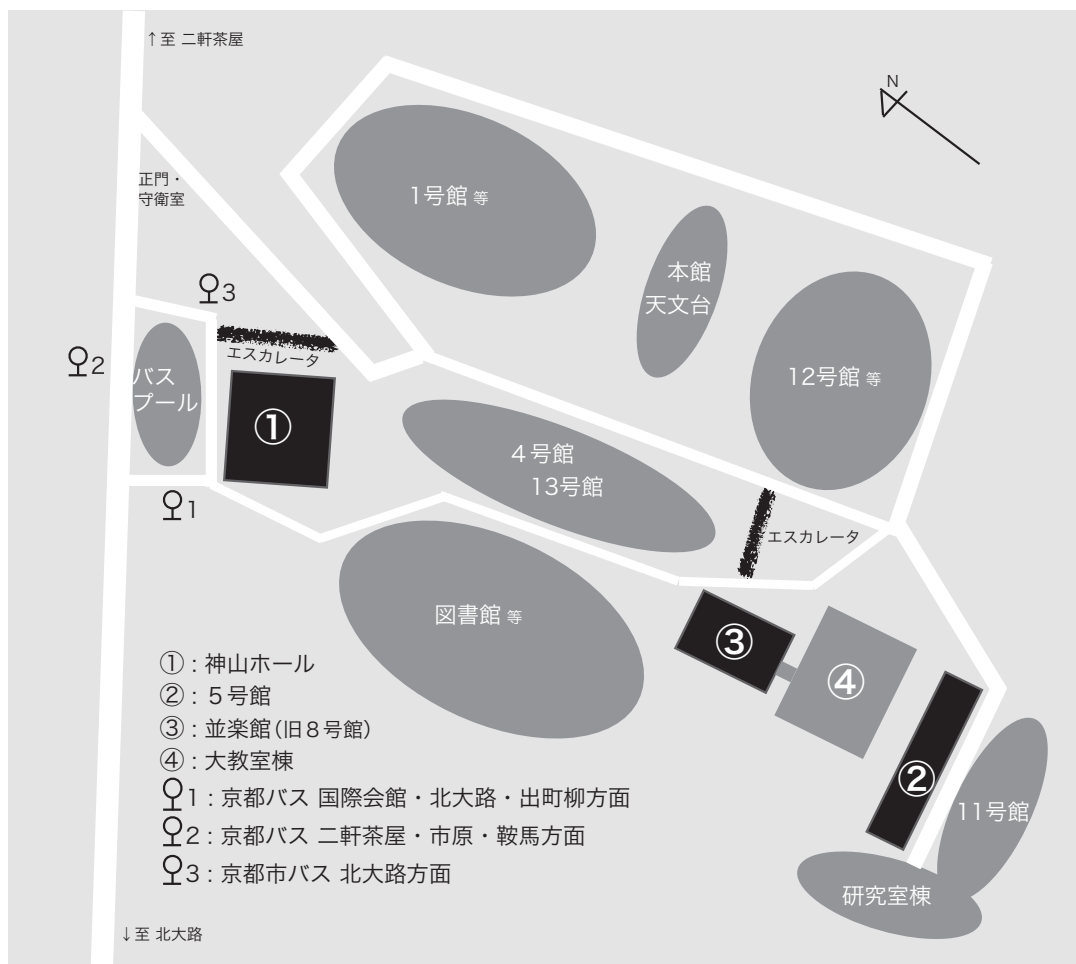 ↑至 二軒茶屋
N
正門・
守衛室
1号館 等
本館
天文台
3
エスカレータ
2
バス
プール
12号館 等
①
4号館
13号館
1
エスカレータ
図書館 等
③
④
②
11号館
研究室棟
① : 神山ホール
② : 5号館
③ : 並楽館(旧8号館)
④ : 大教室棟
1 : 京都バス 国際会館・北大路・出町柳方面
2 : 京都バス 二軒茶屋・市原・鞍馬方面
3 : 京都市バス 北大路方面
↓至 北大路